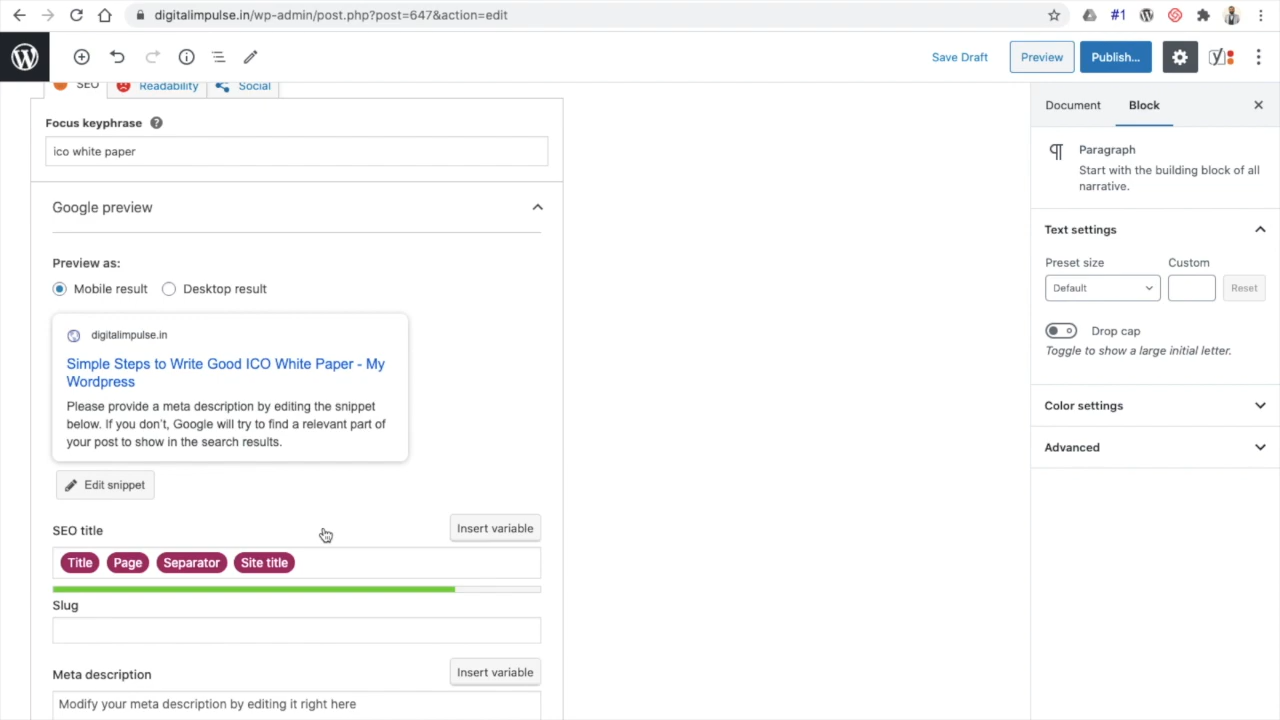 digitalimpulse.in/wp-admin/post.php?post=647&action=edit
#1
Save Draft
Preview
Publish...
SEO
Readability
Social
Focus keyphrase
ico white paper
Google preview
Preview as:
Mobile result
Desktop result
digitalimpulse.in
Simple Steps to Write Good ICO White Paper - My
Wordpress
Please provide a meta description by editing the snippet
below. If you don't, Google will try to find a relevant part of
your post to show in the search results.
Edit snippet
SEO title
Insert variable
Title Page Separator Site title
Slug
Meta description
Insert variable
Modify your meta description by editing it right here
Document
Block
Paragraph
Start with the building block of all
narrative.
Text settings
Preset size
Custom
Default
Reset
Drop cap
Toggle to show a large initial letter.
Color settings
Advanced